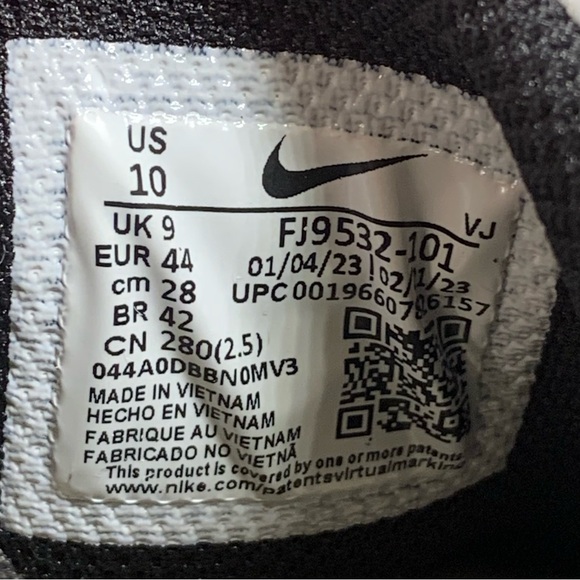 US
10
UK 9
EUR 44
cm 28
BR 42
CN 280(2.5)
044A0DBBN0MV3
VJ
FJ9532-101
01/04/23 02/ /23
UPC
MADE IN VIETNAM
HECHO EN VIETNAM
FABRIQUE AU VIETNAM
FABRICADO NO VIETNÃ
This product is covered by one or more patents
www.nike.com/patentsvirtualmarking